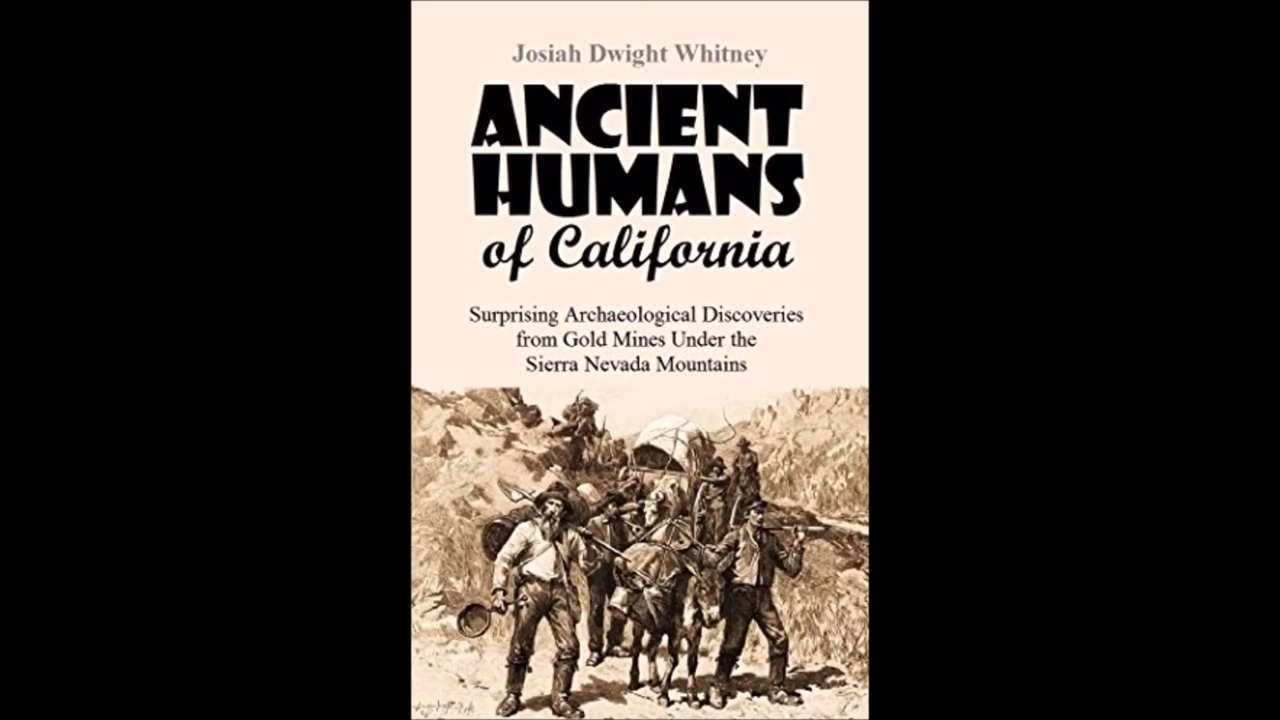 Josiah Dwight Whitney
ANCIENT
HUMANS
of California
Surprising Archaeological Discoveries
from Gold Mines Under the
Sierra Nevada Mountains